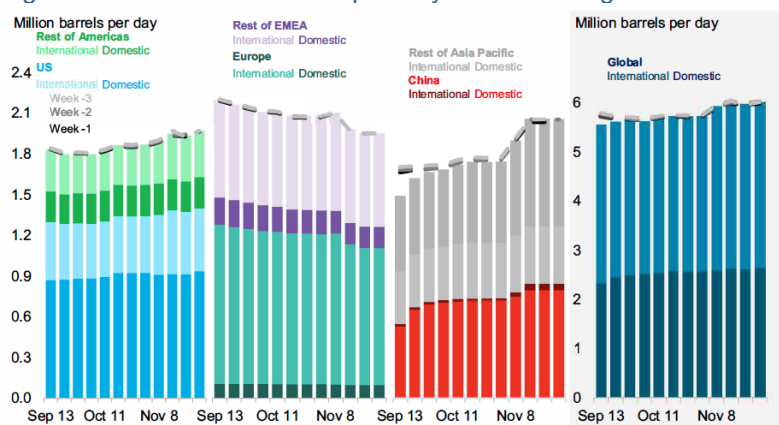 Million barrels per day
Rest of Americas
International Domestic
US
International Domestic
Week -3
Week -2
Week -1
Rest of EMEA
International Domestic
Europe
International Domestic
Rest of Asia Pacific
International Domestic
China
International Domestic
Million barrels per day
Global
International Domestic
2.4
2.1
1.8
1.5
1.2
0.9
0.6
0.3
0.0
6
5
4
3
2
1
0
Sep 13 Oct 11 Nov 8
Sep 13 Oct 11 Nov 8
Sep 13 Oct 11 Nov 8
Sep 13 Oct 11 Nov 8